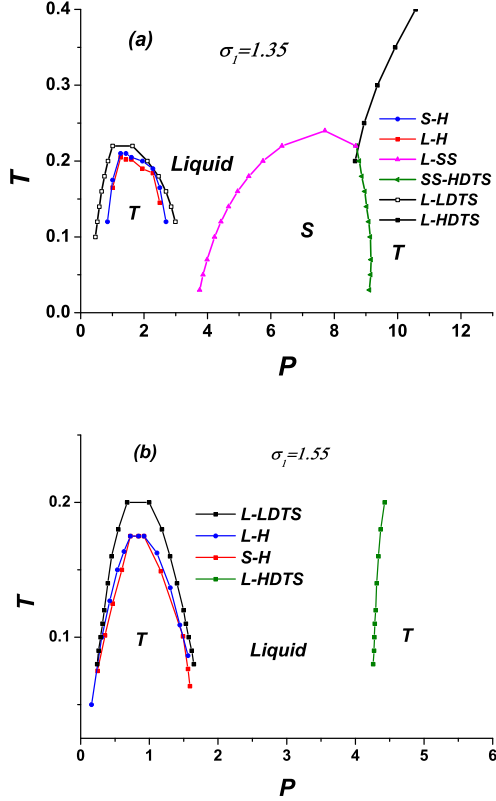 0.4
(a)
σ₁=1.35
0.3
S-H
L-H
L-SS
SS-HDTS
L-LDTS
L-HDTS
T
0.2
Liquid
T
S
T
0.1
0.0
0 2 4 6 8 10 12
P
(b)
σ₁=1.55
0.2
L-LDTS
L-H
S-H
L-HDTS
T
0.1
T
Liquid
T
0 1 2 3 4 5 6
P